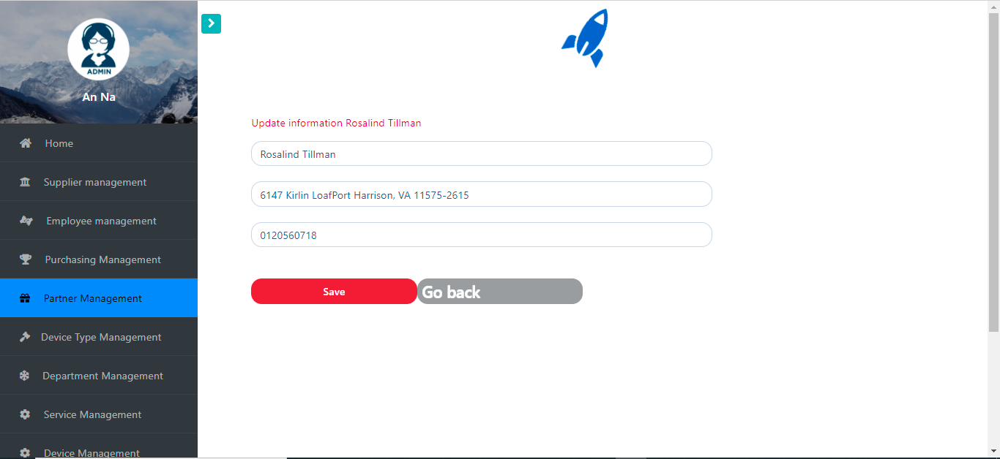 ADMIN
An Na
Home
Supplier management
Employee management
Purchasing Management
Partner Management
Device Type Management
Department Management
Service Management
Device Management
Update information Rosalind Tillman
Rosalind Tillman
6147 Kirlin LoafPort Harrison, VA 11575-2615
0120560718
Save
Go back